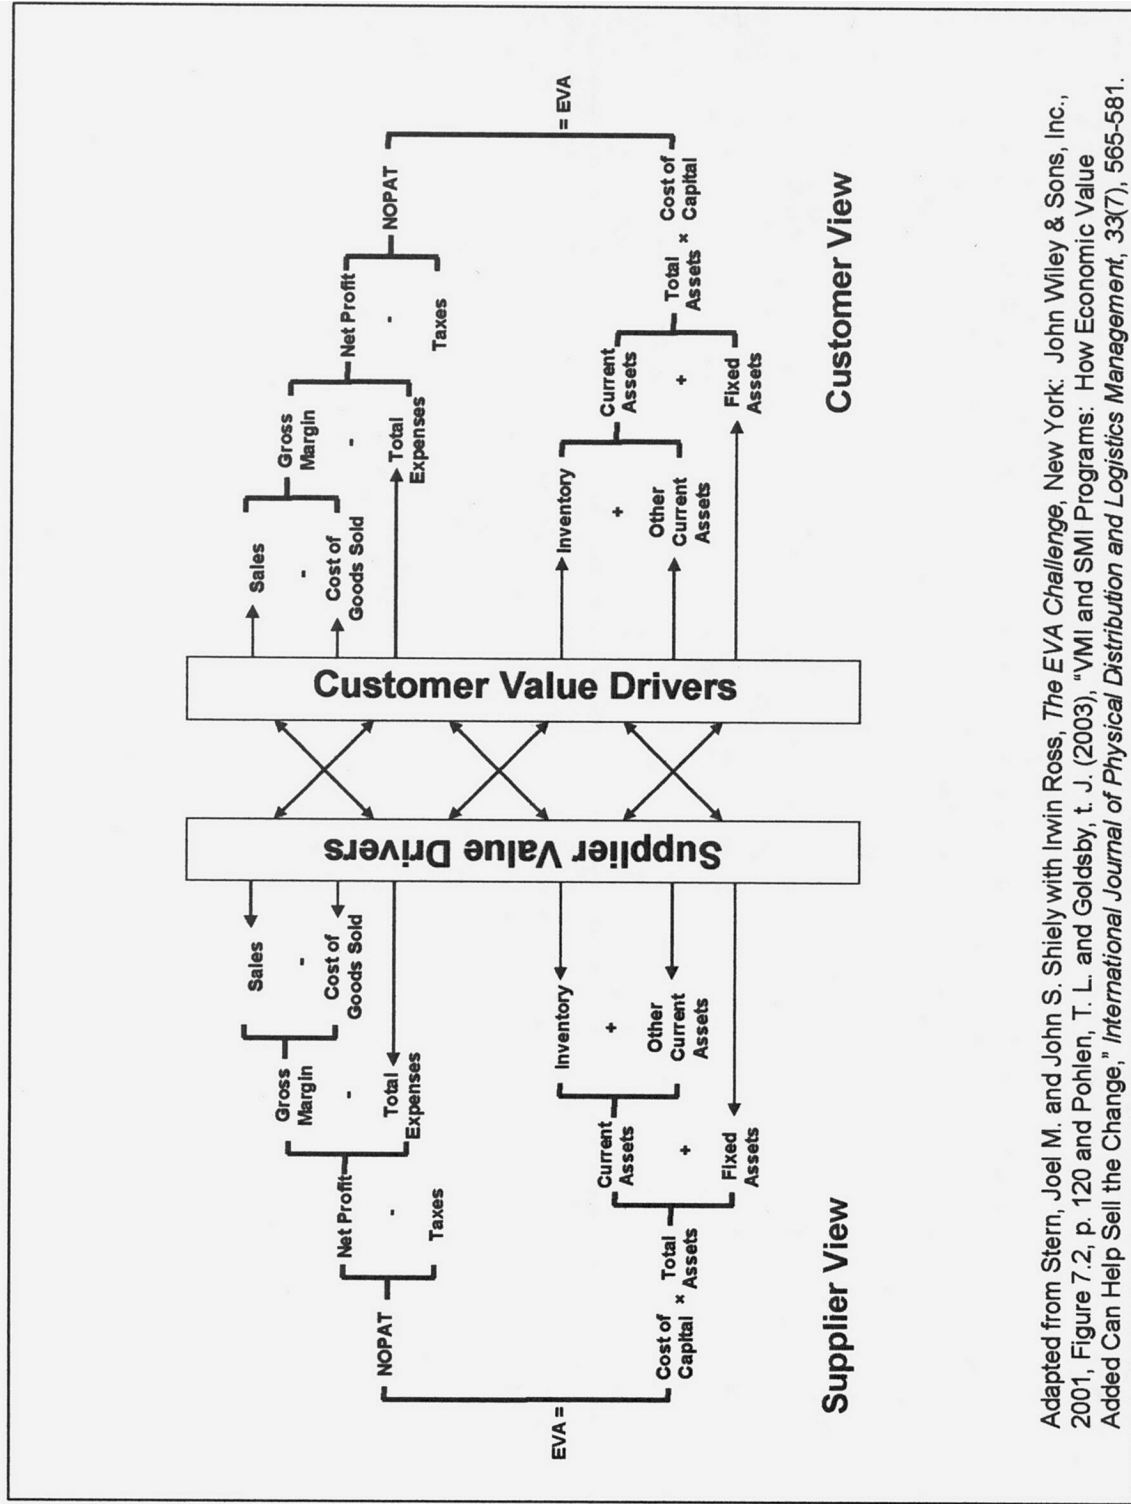 EVA =
NOPAT
Net Profit
-
Taxes
Gross
Margin
-
Total
Expenses
Sales
-
Cost of
Goods Sold
Cost of
Capital
×
Total
Assets
Current
Assets
+
Fixed
Assets
Inventory
+
Other
Current
Assets
Supplier View
Supplier Value Drivers
Customer Value Drivers
Sales
-
Cost of
Goods Sold
Gross
Margin
-
Total
Expenses
Net Profit
-
Taxes
NOPAT
Inventory
+
Other
Current
Assets
Current
Assets
+
Fixed
Assets
Total
Assets
×
Cost of
Capital
= EVA
Customer View
Adapted from Stern, Joel M. and John S. Shiely with Irwin Ross, The EVA Challenge, New York: John Wiley & Sons, Inc.,
2001, Figure 7.2, p. 120 and Pohlen, T. L. and Goldsby, t. J. (2003), “VMI and SMI Programs: How Economic Value
Added Can Help Sell the Change,” International Journal of Physical Distribution and Logistics Management, 33(7), 565-581.